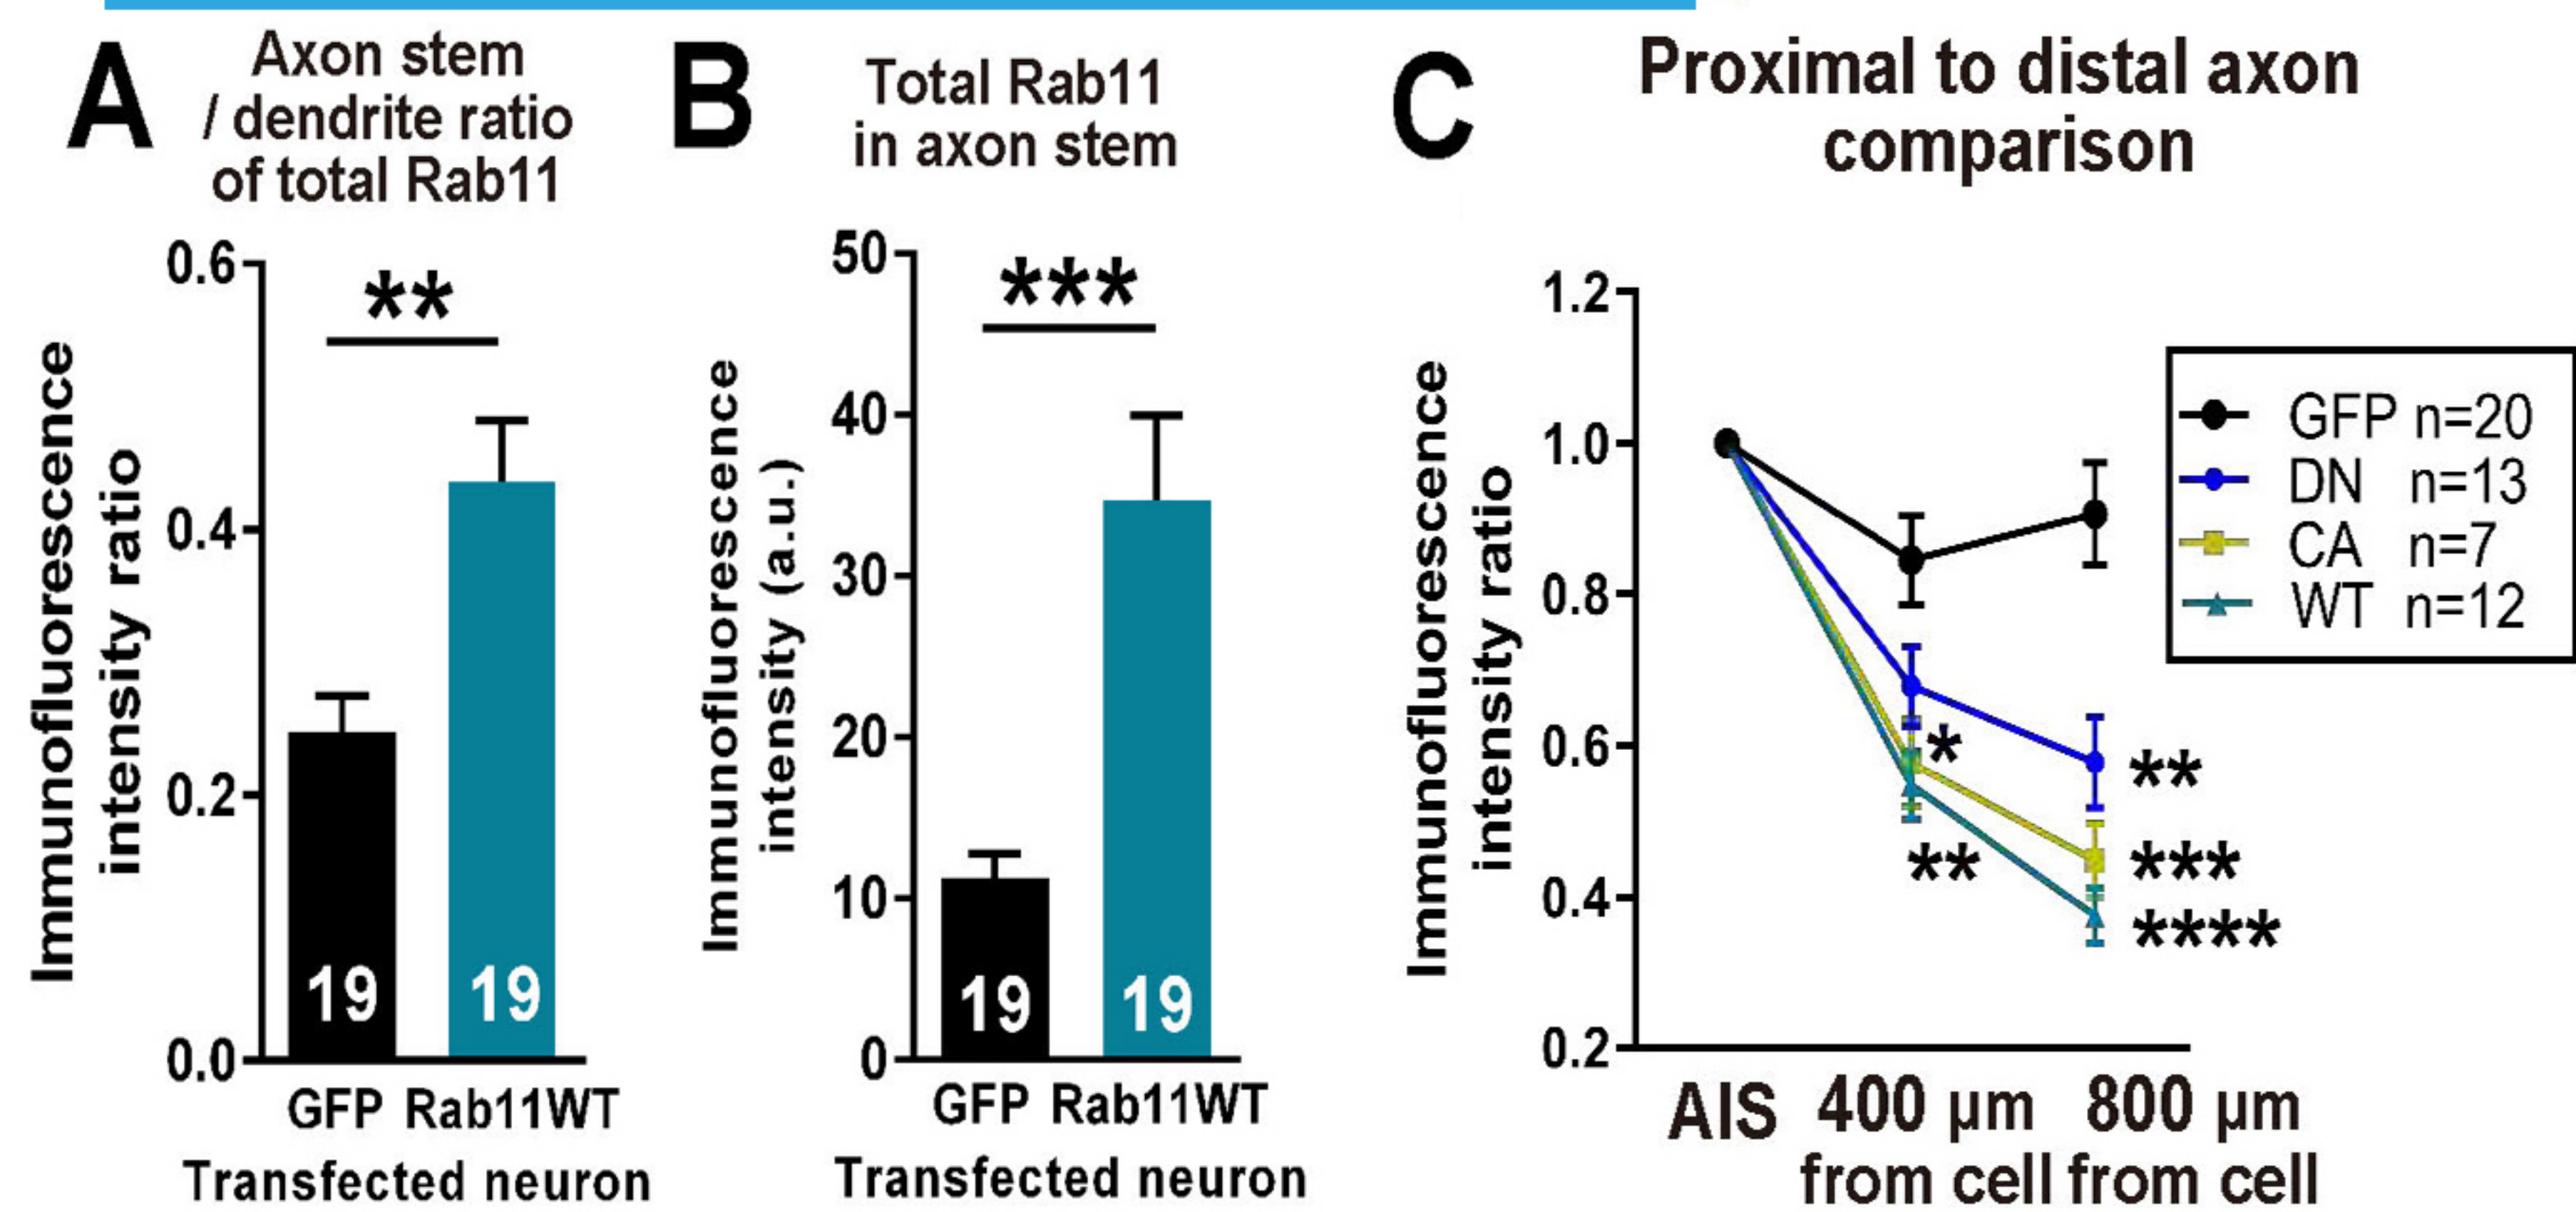 A
Axon stem
/ dendrite ratio
of total Rab11
Immunofluorescence
intensity ratio
0.6
0.4
0.2
0.0
**
19
19
GFP Rab11WT
Transfected neuron
B
Total Rab11
in axon stem
Immunofluorescence
intensity (a.u.)
50
40
30
20
10
0
***
19
19
GFP Rab11WT
Transfected neuron
C
Proximal to distal axon
comparison
Immunofluorescence
intensity ratio
1.2
1.0
0.8
0.6
0.4
0.2
*
**
**
***
****
GFP n=20
DN n=13
CA n=7
WT n=12
AIS 400 µm 800 µm
from cell from cell